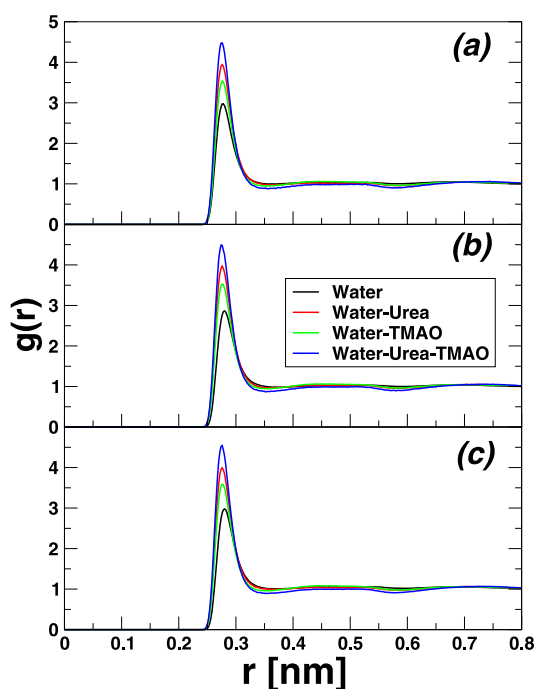 5
4
3
2
1
0
(a)
4
3
2
1
0
(b)
Water
Water-Urea
Water-TMAO
Water-Urea-TMAO
g(r)
4
3
2
1
0
(c)
0 0.1 0.2 0.3 0.4 0.5 0.6 0.7 0.8
r [nm]